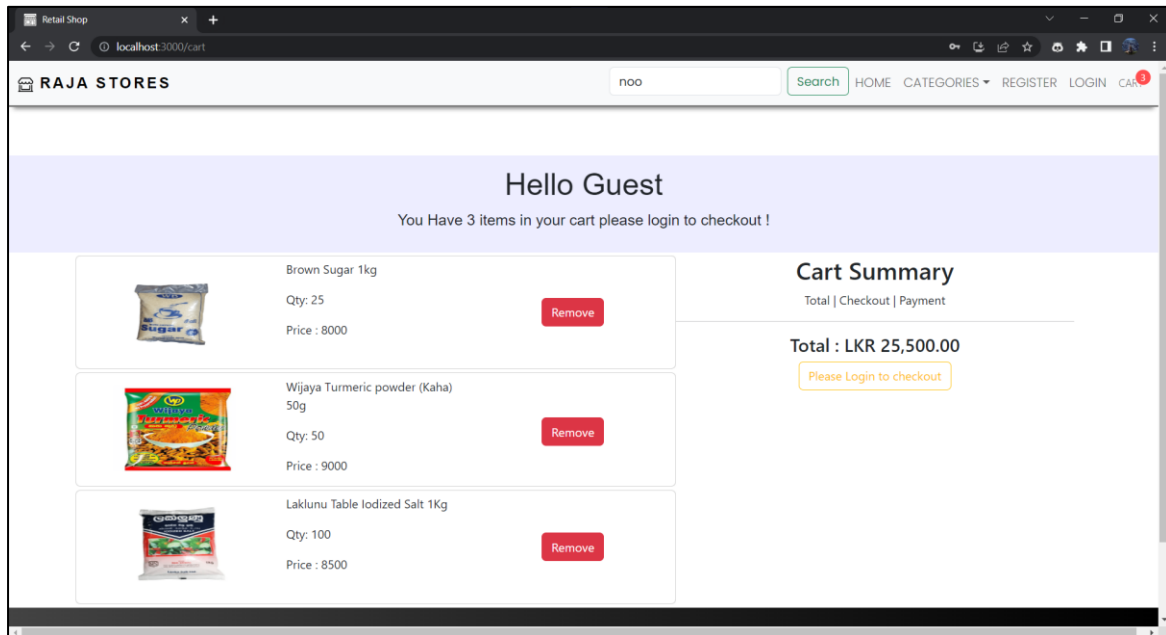 Retail Shop
localhost:3000/cart
RAJA STORES
noo
Search
HOME
CATEGORIES
REGISTER
LOGIN
3
Hello Guest
You Have 3 items in your cart please login to checkout !
Brown Sugar 1kg
Qty: 25
Price : 8000
Remove
Sugar
Wijaya Turmeric powder (Kaha)
50g
Qty: 50
Price : 9000
Remove
Wijaya
Turmeric
Laklunu Table Iodized Salt 1Kg
Qty: 100
Price : 8500
Remove
Cart Summary
Total | Checkout | Payment
Total : LKR 25,500.00
Please Login to checkout